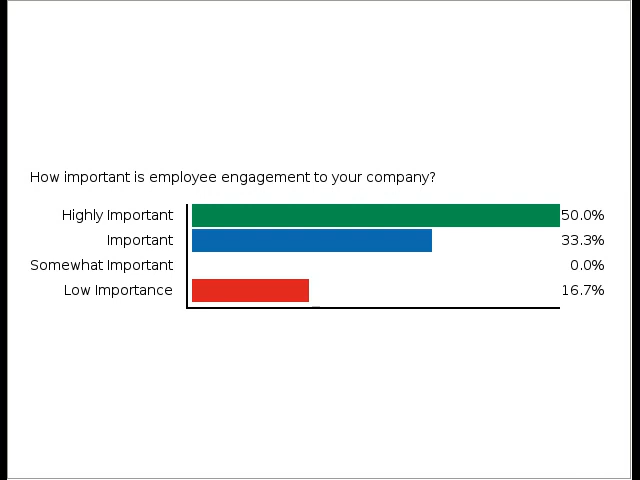 How important is employee engagement to your company?
Highly Important 50.0%
Important 33.3%
Somewhat Important 0.0%
Low Importance 16.7%